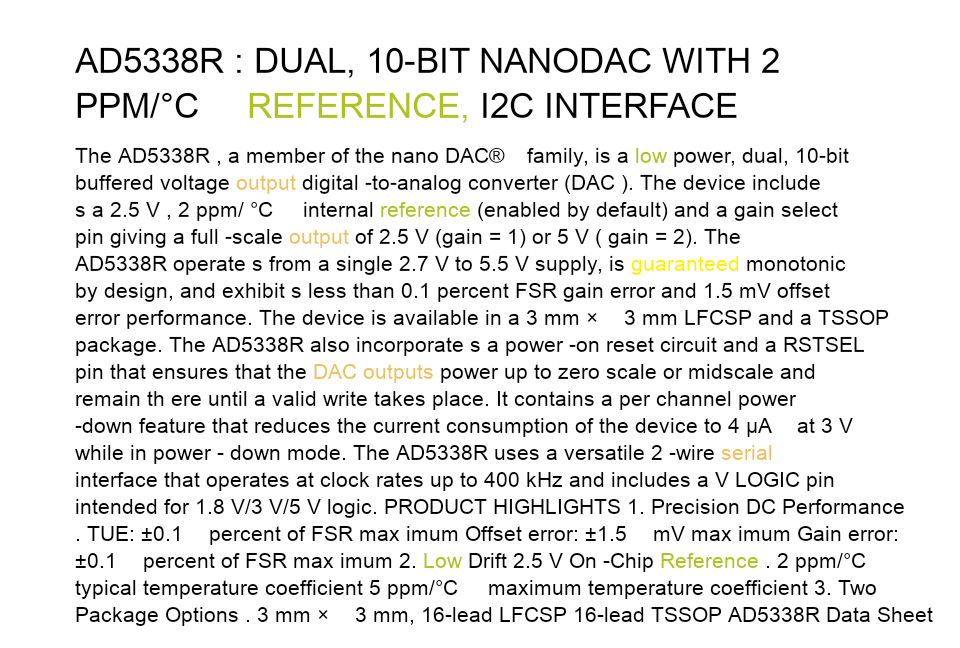 AD5338R : DUAL, 10-BIT NANODAC WITH 2
PPM/°C REFERENCE, I2C INTERFACE
The AD5338R , a member of the nano DAC® family, is a low power, dual, 10-bit
buffered voltage output digital -to-analog converter (DAC ). The device include
s a 2.5 V , 2 ppm/ °C internal reference (enabled by default) and a gain select
pin giving a full -scale output of 2.5 V (gain = 1) or 5 V ( gain = 2). The
AD5338R operate s from a single 2.7 V to 5.5 V supply, is guaranteed monotonic
by design, and exhibit s less than 0.1 percent FSR gain error and 1.5 mV offset
error performance. The device is available in a 3 mm × 3 mm LFCSP and a TSSOP
package. The AD5338R also incorporate s a power -on reset circuit and a RSTSEL
pin that ensures that the DAC outputs power up to zero scale or midscale and
remain th ere until a valid write takes place. It contains a per channel power
-down feature that reduces the current consumption of the device to 4 µA at 3 V
while in power - down mode. The AD5338R uses a versatile 2 -wire serial
interface that operates at clock rates up to 400 kHz and includes a V LOGIC pin
intended for 1.8 V/3 V/5 V logic. PRODUCT HIGHLIGHTS 1. Precision DC Performance
. TUE: ±0.1 percent of FSR max imum Offset error: ±1.5 mV max imum Gain error:
±0.1 percent of FSR max imum 2. Low Drift 2.5 V On -Chip Reference . 2 ppm/°C
typical temperature coefficient 5 ppm/°C maximum temperature coefficient 3. Two
Package Options . 3 mm × 3 mm, 16-lead LFCSP 16-lead TSSOP AD5338R Data Sheet